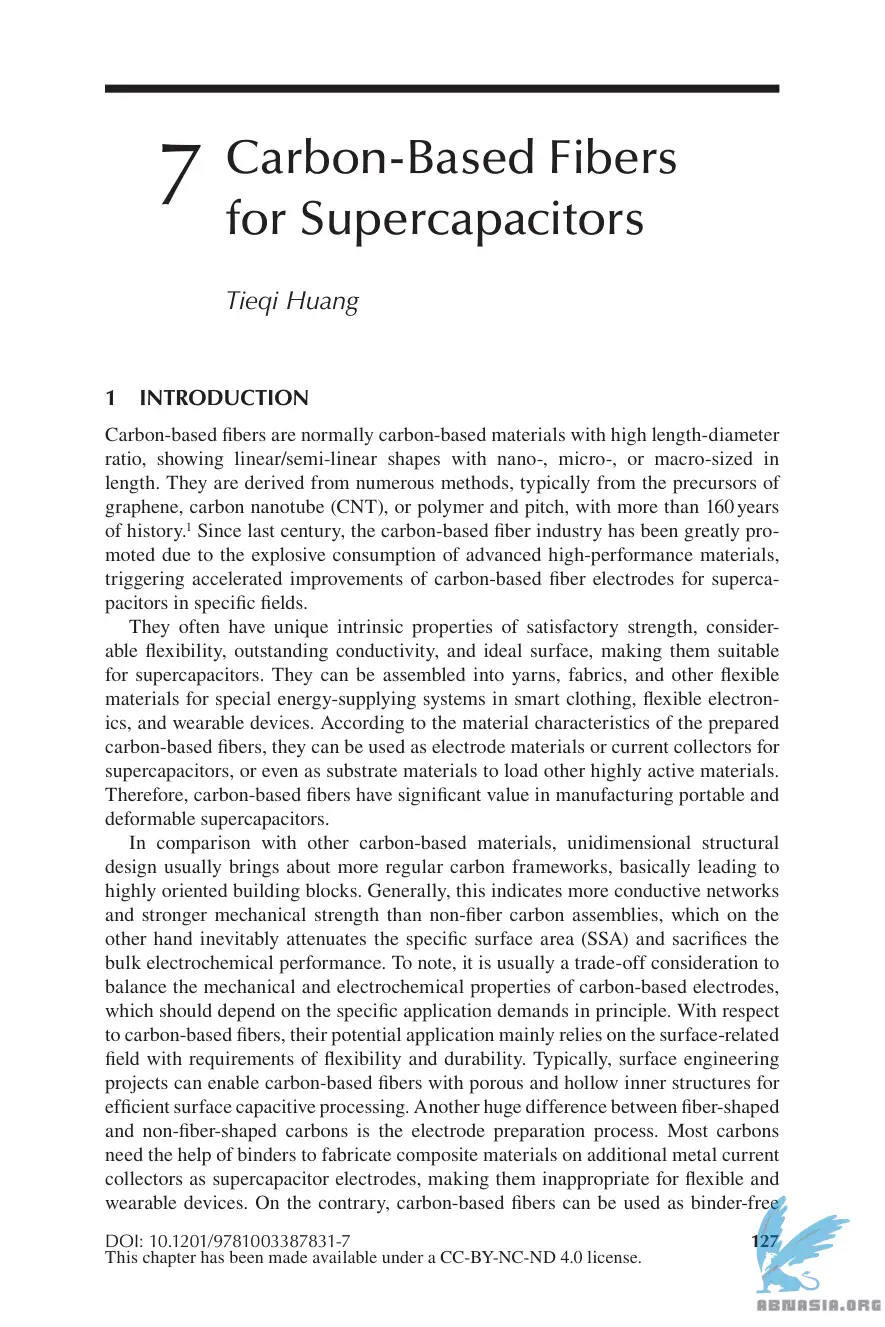 7 Carbon-Based Fibers
for Supercapacitors
Tieqi Huang
1 INTRODUCTION
Carbon-based fibers are normally carbon-based materials with high length-diameter
ratio, showing linear/semi-linear shapes with nano-, micro-, or macro-sized in
length. They are derived from numerous methods, typically from the precursors of
graphene, carbon nanotube (CNT), or polymer and pitch, with more than 160 years
of history.1 Since last century, the carbon-based fiber industry has been greatly pro-
moted due to the explosive consumption of advanced high-performance materials,
triggering accelerated improvements of carbon-based fiber electrodes for superca-
pacitors in specific fields.
They often have unique intrinsic properties of satisfactory strength, consider-
able flexibility, outstanding conductivity, and ideal surface, making them suitable
for supercapacitors. They can be assembled into yarns, fabrics, and other flexible
materials for special energy-supplying systems in smart clothing, flexible electron-
ics, and wearable devices. According to the material characteristics of the prepared
carbon-based fibers, they can be used as electrode materials or current collectors for
supercapacitors, or even as substrate materials to load other highly active materials.
Therefore, carbon-based fibers have significant value in manufacturing portable and
deformable supercapacitors.
In comparison with other carbon-based materials, unidimensional structural
design usually brings about more regular carbon frameworks, basically leading to
highly oriented building blocks. Generally, this indicates more conductive networks
and stronger mechanical strength than non-fiber carbon assemblies, which on the
other hand inevitably attenuates the specific surface area (SSA) and sacrifices the
bulk electrochemical performance. To note, it is usually a trade-off consideration to
balance the mechanical and electrochemical properties of carbon-based electrodes,
which should depend on the specific application demands in principle. With respect
to carbon-based fibers, their potential application mainly relies on the surface-related
field with requirements of flexibility and durability. Typically, surface engineering
projects can enable carbon-based fibers with porous and hollow inner structures for
efficient surface capacitive processing. Another huge difference between fiber-shaped
and non-fiber-shaped carbons is the electrode preparation process. Most carbons
need the help of binders to fabricate composite materials on additional metal current
collectors as supercapacitor electrodes, making them inappropriate for flexible and
wearable devices. On the contrary, carbon-based fibers can be used as binder-free
DOI: 10.1201/9781003387831-7 127
This chapter has been made available under a CC-BY-NC-ND 4.0 license.
ABNASIA.ORG